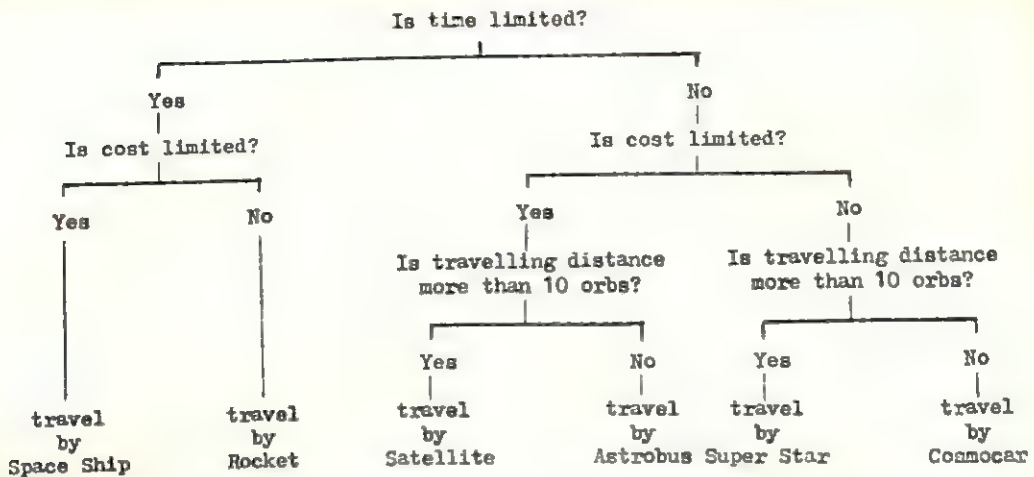 Is time limited?
Yes
No
Is cost limited?
Is cost limited?
Yes
No
Yes
No
Is travelling distance
more than 10 orbs?
Is travelling distance
more than 10 orbs?
Yes
No
Yes
No
travel
by
Space Ship
travel
by
Rocket
travel
by
Satellite
travel
by
Astrobus
travel
by
Super Star
travel
by
Cosmocar